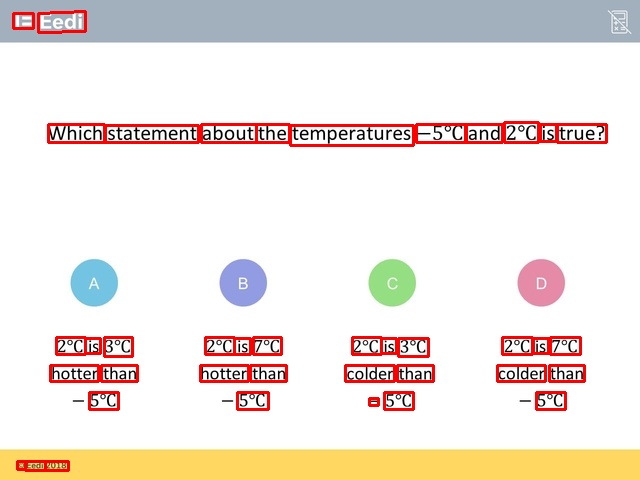 Eedi
Which statement about the temperatures −5°C and 2°C is true?
A
2°C is 3°C
hotter than
− 5°C
B
2°C is 7°C
hotter than
− 5°C
C
2°C is 3°C
colder than
− 5°C
D
2°C is 7°C
colder than
− 5°C
© Eedi 2018